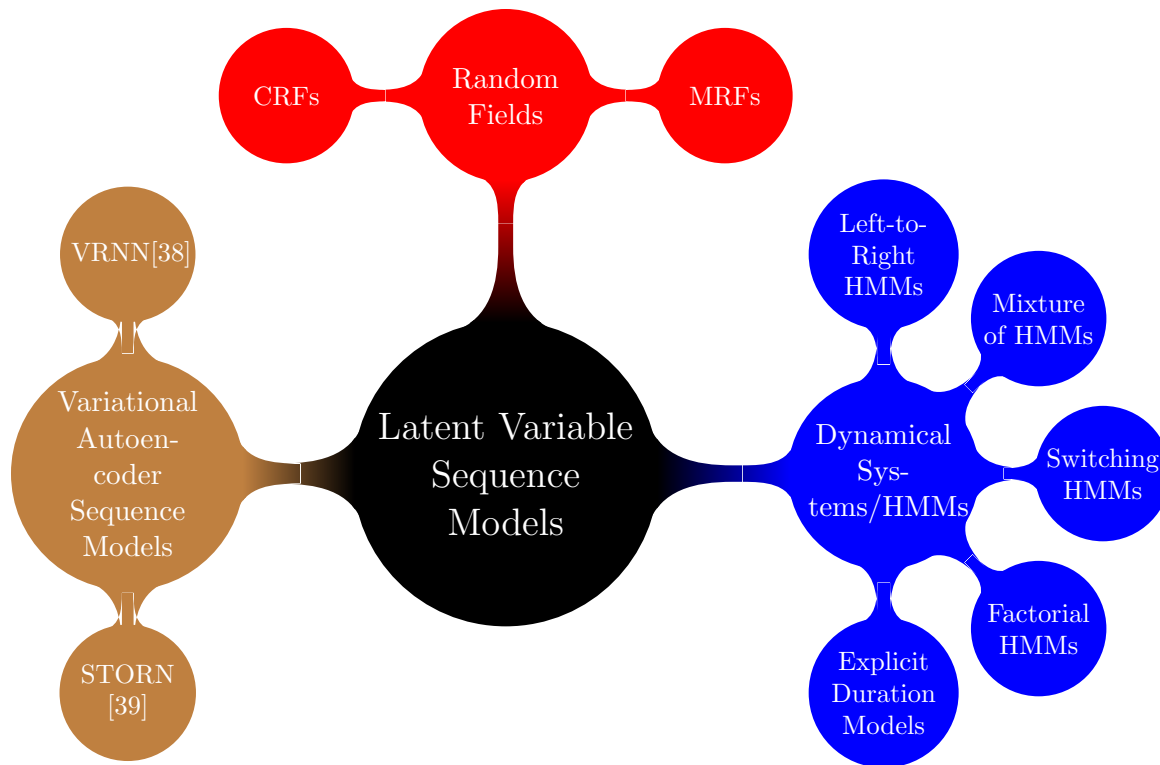 CRFs
Random
Fields
MRFs
VRNN[38]
Left-to-
Right
HMMs
Mixture
of HMMs
Variational
Autoen-
coder
Sequence
Models
Latent Variable
Sequence
Models
Dynamical
Sys-
tems/HMMs
Switching
HMMs
STORN
[39]
Explicit
Duration
Models
Factorial
HMMs